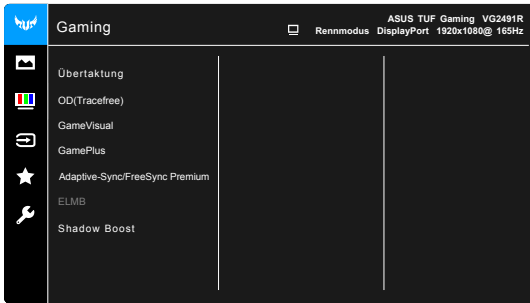 Gaming
ASUS TUF Gaming VG2491R
Rennmodus DisplayPort 1920x1080@ 165Hz
Übertaktung
OD(Tracefree)
GameVisual
GamePlus
Adaptive-Sync/FreeSync Premium
ELMB
Shadow Boost